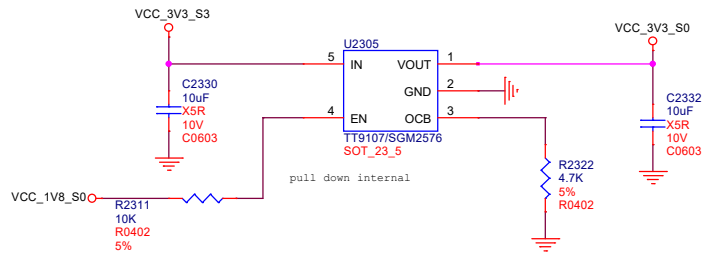 VCC_3V3_S3
VCC_3V3_S0
U2305
5 IN VOUT 1
GND 2
4 EN OCB 3
TT9107/SGM2576
SOT_23_5
C2330
10uF
X5R
10V
C0603
C2332
10uF
X5R
10V
C0603
pull down internal
R2322
4.7K
5%
R0402
VCC_1V8_S0
R2311
10K
R0402
5%